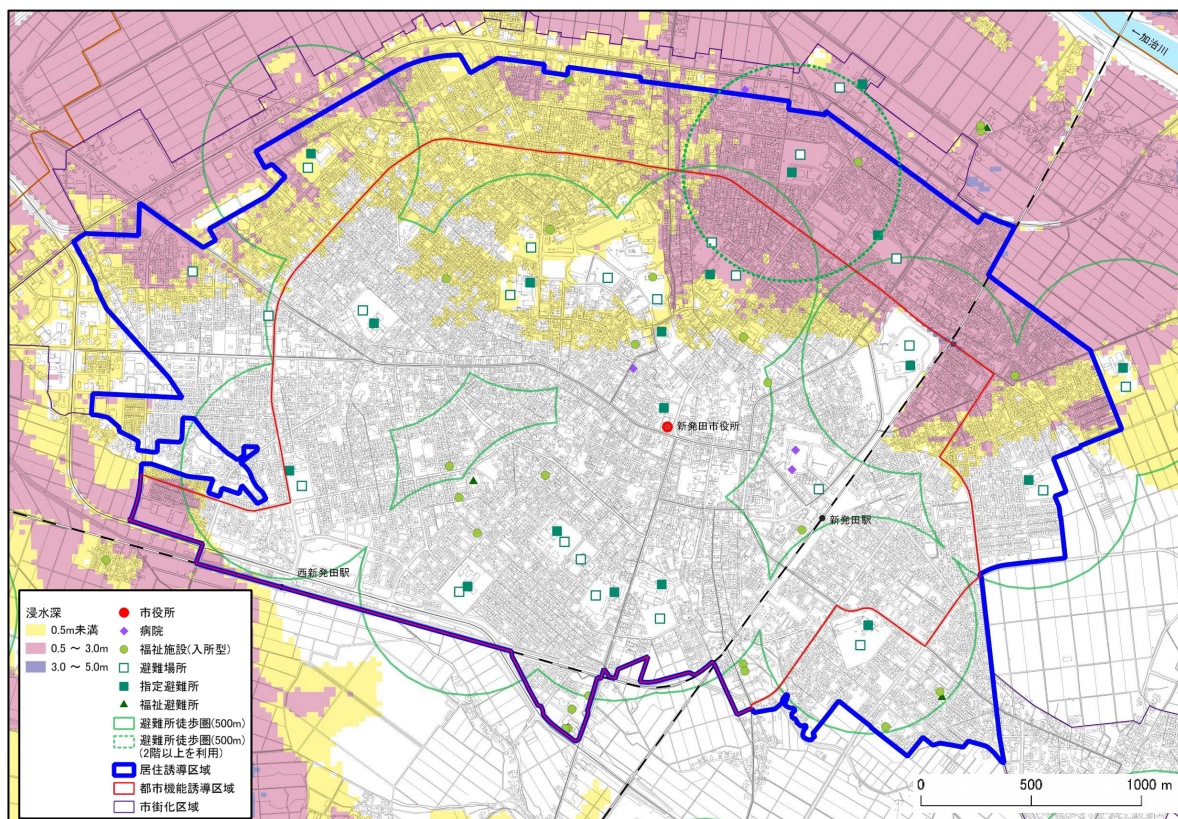 一加治川
新発田市役所
新発田駅
西新発田駅
浸水深
0.5m未満
0.5 ～ 3.0m
3.0 ～ 5.0m
市役所
病院
福祉施設(入所型)
避難場所
指定避難所
福祉避難所
避難所徒歩圏(500m)
避難所徒歩圏(500m)
(2階以上を利用)
居住誘導区域
都市機能誘導区域
市街化区域
0 500 1000 m